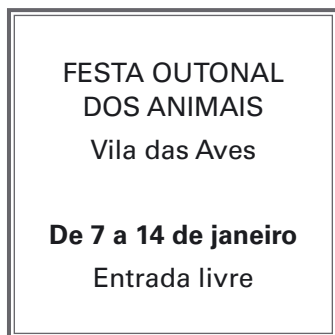 FESTA OUTONAL
DOS ANIMAIS
Vila das Aves
De 7 a 14 de janeiro
Entrada livre